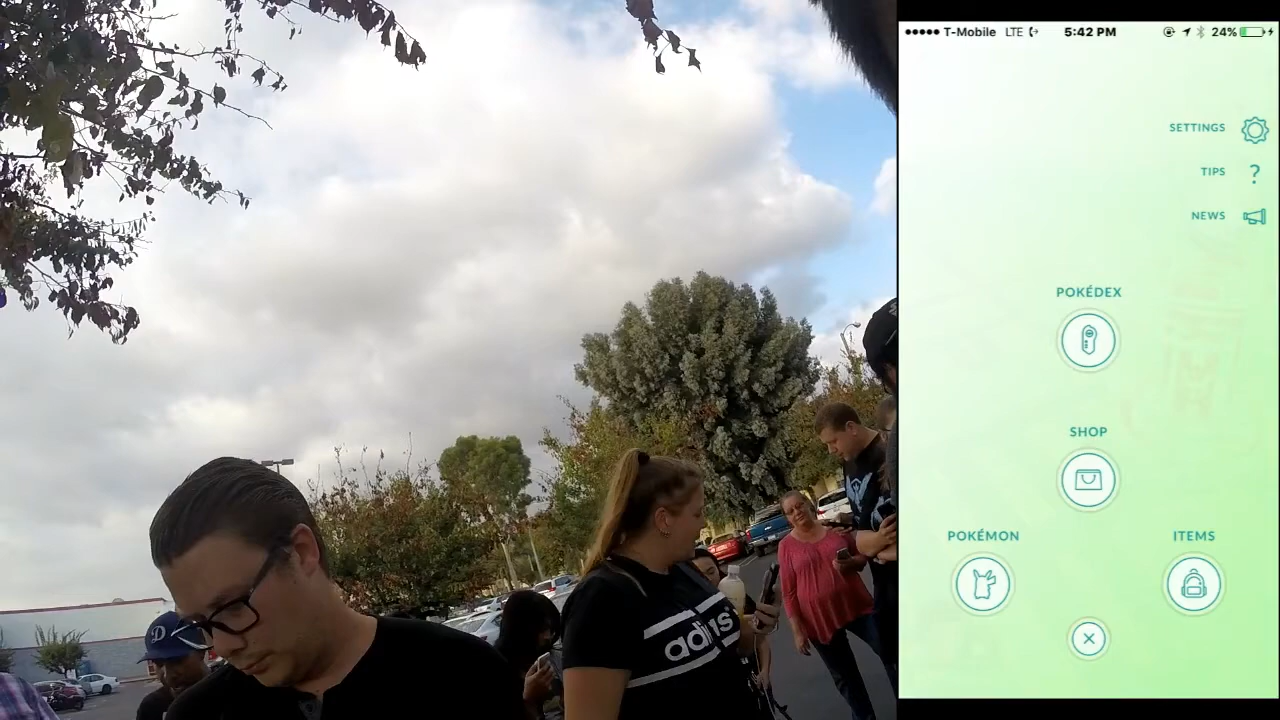 ●●●●● T-Mobile LTE 5:42 PM 24%
SETTINGS
TIPS ?
NEWS
POKÉDEX
SHOP
POKÉMON
ITEMS
D
adidas